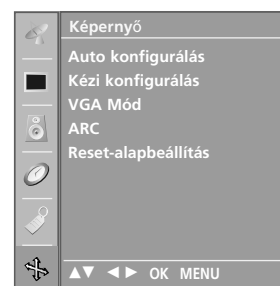 Képernyő
Auto konfigurálás
Kézi konfigurálás
VGA Mód
ARC
Reset-alapbeállítás
▲▼ ◄► OK MENU